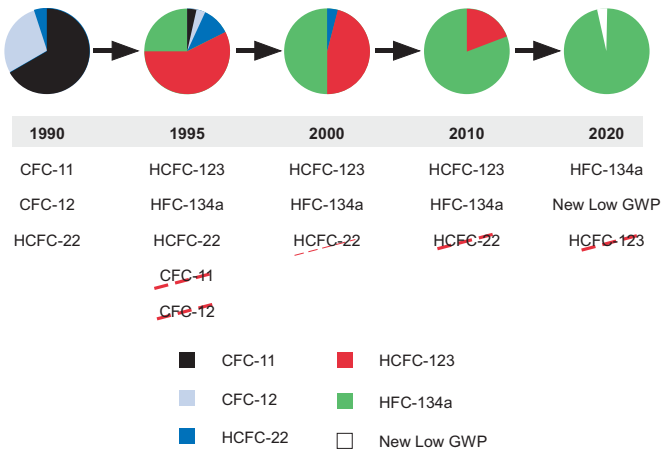 1990 1995 2000 2010 2020
CFC-11 HCFC-123 HCFC-123 HCFC-123 HFC-134a
CFC-12 HFC-134a HFC-134a HFC-134a New Low GWP
HCFC-22 HCFC-22 HCFC-22 HCFC-22 HCFC-123
CFC-11
CFC-12
CFC-11 HCFC-123
CFC-12 HFC-134a
HCFC-22 New Low GWP